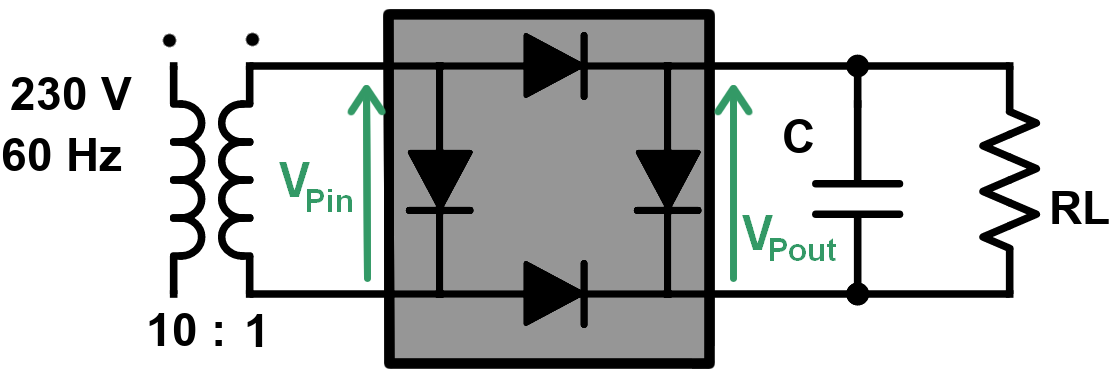 230 V
60 Hz
VPin
VPout
C
RL
10 : 1